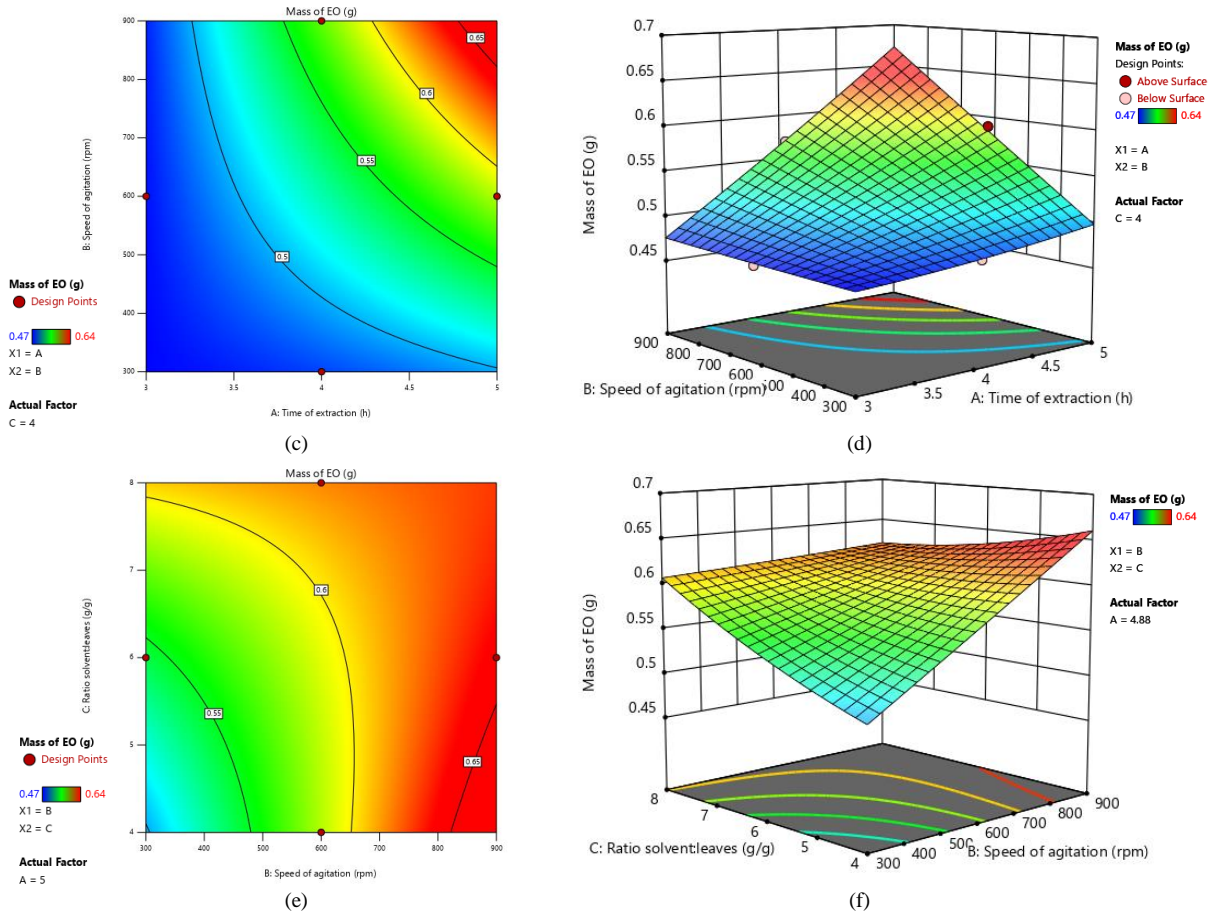 Mass of EO (g)
900
800
700
600
500
400
300
3
3.5
4
4.5
5
B: Speed of agitation (rpm)
A: Time of extraction (h)
0.65
0.6
0.55
0.5
Mass of EO (g)
Design Points
0.47 0.64
X1 = A
X2 = B
Actual Factor
C = 4
(c)
0.7
0.65
0.6
0.55
0.5
0.45
Mass of EO (g)
900
800
700
600
400
300
B: Speed of agitation (rpm)
3
3.5
4
4.5
5
A: Time of extraction (h)
Mass of EO (g)
Design Points:
Above Surface
Below Surface
0.47 0.64
X1 = A
X2 = B
Actual Factor
C = 4
(d)
Mass of EO (g)
8
7
6
5
4
300
400
500
600
700
800
900
C: Ratio solvent:leaves (g/g)
B: Speed of agitation (rpm)
0.6
0.55
0.65
Mass of EO (g)
Design Points
0.47 0.64
X1 = B
X2 = C
Actual Factor
A = 5
(e)
0.7
0.65
0.6
0.55
0.5
0.45
Mass of EO (g)
8
7
6
5
4
C: Ratio solvent:leaves (g/g)
300
400
500
600
700
800
900
B: Speed of agitation (rpm)
Mass of EO (g)
0.47 0.64
X1 = B
X2 = C
Actual Factor
A = 4.88
(f)